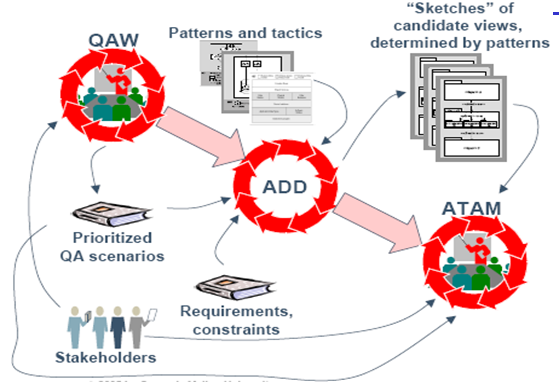 QAW
Patterns and tactics
“Sketches” of
candidate views,
determined by patterns
ADD
ATAM
Prioritized
QA scenarios
Requirements,
constraints
Stakeholders